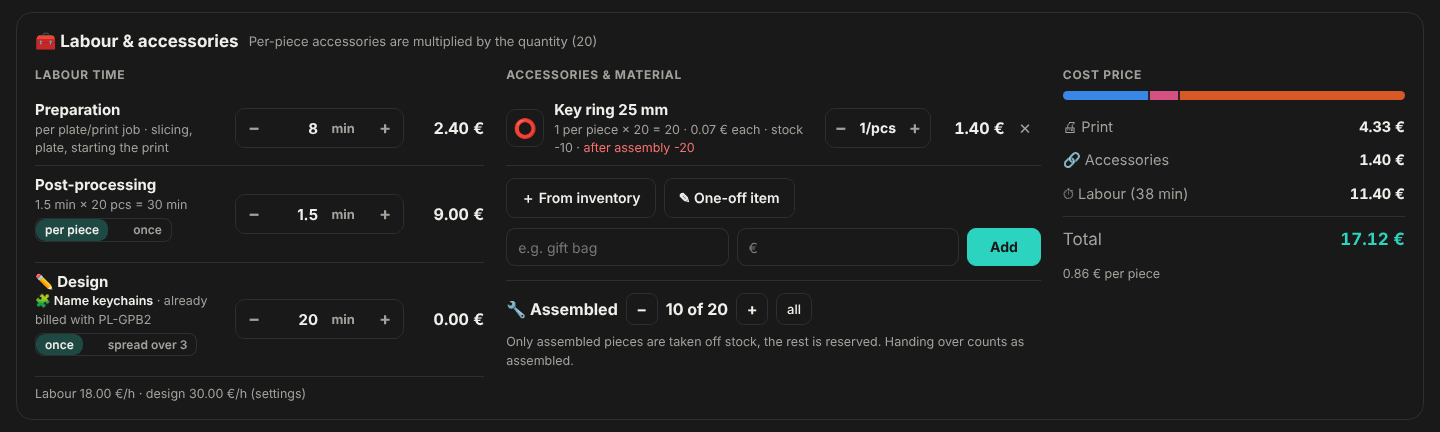 🧰 Labour & accessories Per-piece accessories are multiplied by the quantity (20)
LABOUR TIME
Preparation
per plate/print job · slicing,
plate, starting the print
− 8 min + 2.40 €
Post-processing
1.5 min × 20 pcs = 30 min
per piece once
− 1.5 min + 9.00 €
✏️ Design
🧩 Name keychains · already
billed with PL-GPB2
once spread over 3
− 20 min + 0.00 €
Labour 18.00 €/h · design 30.00 €/h (settings)
ACCESSORIES & MATERIAL
⭕ Key ring 25 mm
1 per piece × 20 = 20 · 0.07 € each · stock
-10 · after assembly -20
− 1/pcs + 1.40 € ×
+ From inventory ✎ One-off item
e.g. gift bag € Add
🔧 Assembled − 10 of 20 + all
Only assembled pieces are taken off stock, the rest is reserved. Handing over counts as
assembled.
COST PRICE
🖨 Print 4.33 €
🔗 Accessories 1.40 €
⏱ Labour (38 min) 11.40 €
Total 17.12 €
0.86 € per piece